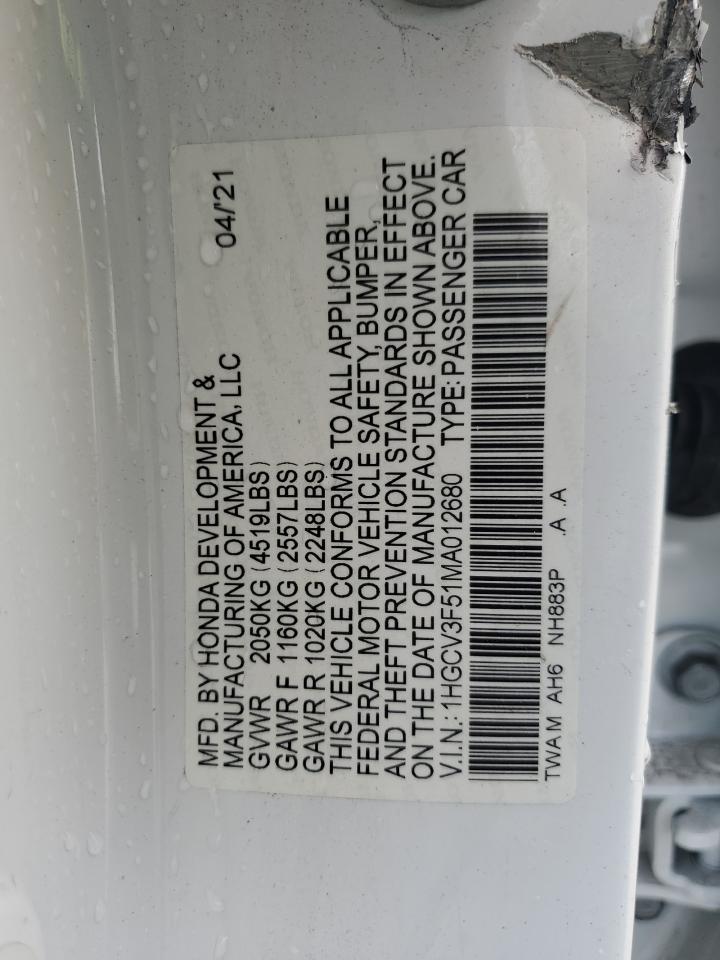 MFD. BY HONDA DEVELOPMENT & 04/'21
MANUFACTURING OF AMERICA, LLC
GVWR 2050KG (4519LBS)
GAWR F 1160KG (2557LBS)
GAWR R 1020KG (2248LBS)
THIS VEHICLE CONFORMS TO ALL APPLICABLE
FEDERAL MOTOR VEHICLE SAFETY, BUMPER,
AND THEFT PREVENTION STANDARDS IN EFFECT
ON THE DATE OF MANUFACTURE SHOWN ABOVE.
V.I.N.: 1HGCV3F51MA012680 TYPE: PASSENGER CAR
TWA M AH6 NH883P .A .A